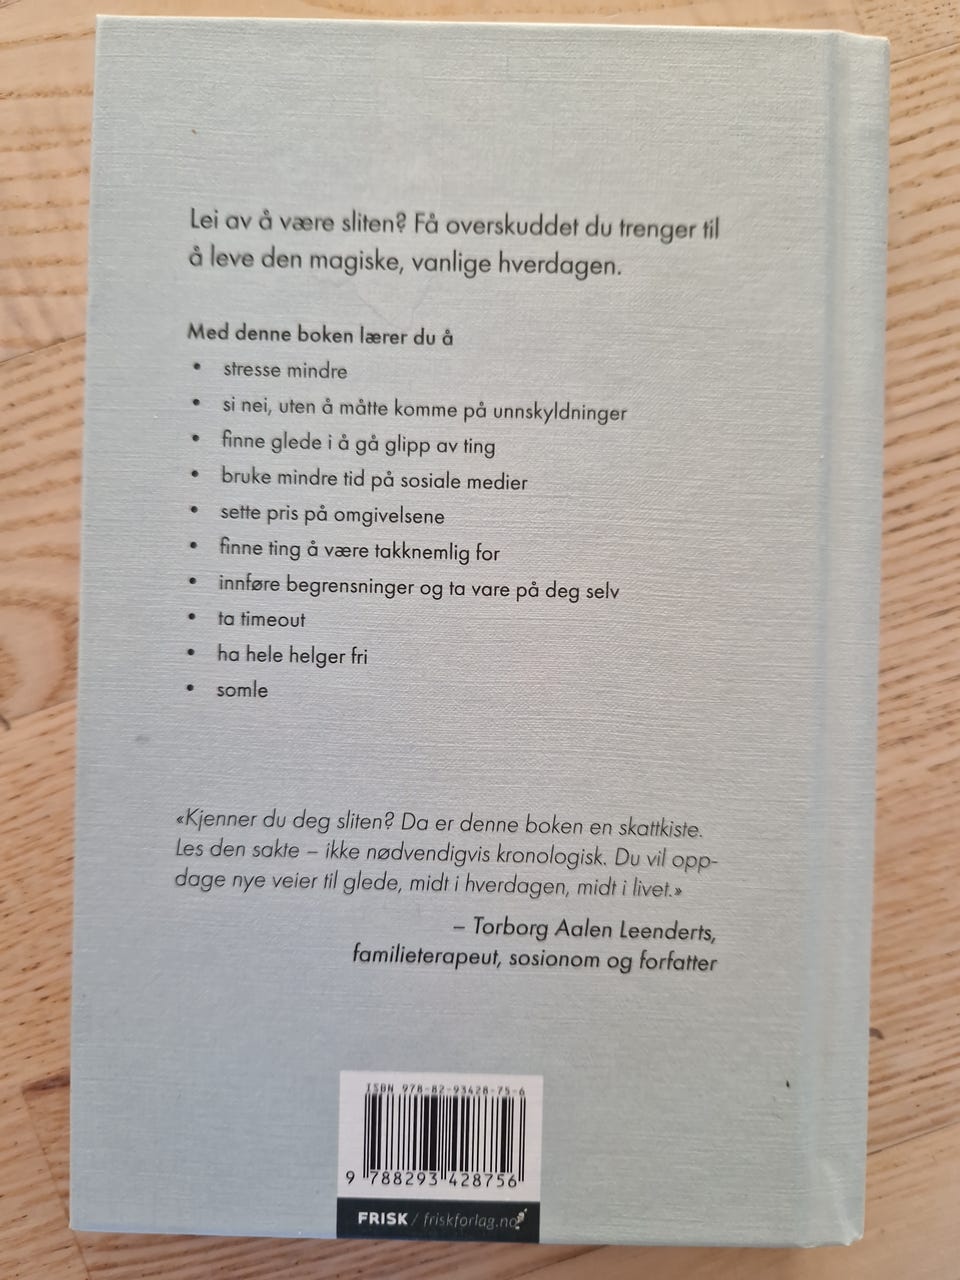 Lei av å være sliten? Få overskuddet du trenger til
å leve den magiske, vanlige hverdagen.
Med denne boken lærer du å
• stresse mindre
• si nei, uten å måtte komme på unnskyldninger
• finne glede i å gå glipp av ting
• bruke mindre tid på sosiale medier
• sette pris på omgivelsene
• finne ting å være takknemlig for
• innføre begrensninger og ta vare på deg selv
• ta timeout
• ha hele helger fri
• somle
«Kjenner du deg sliten? Da er denne boken en skattkiste.
Les den sakte – ikke nødvendigvis kronologisk. Du vil opp-
dage nye veier til glede, midt i hverdagen, midt i livet.»
– Torborg Aalen Leenderts,
familieterapeut, sosionom og forfatter
ISBN 978-82-93428-75-6
9 788293 428756
FRISK / friskforlag.no